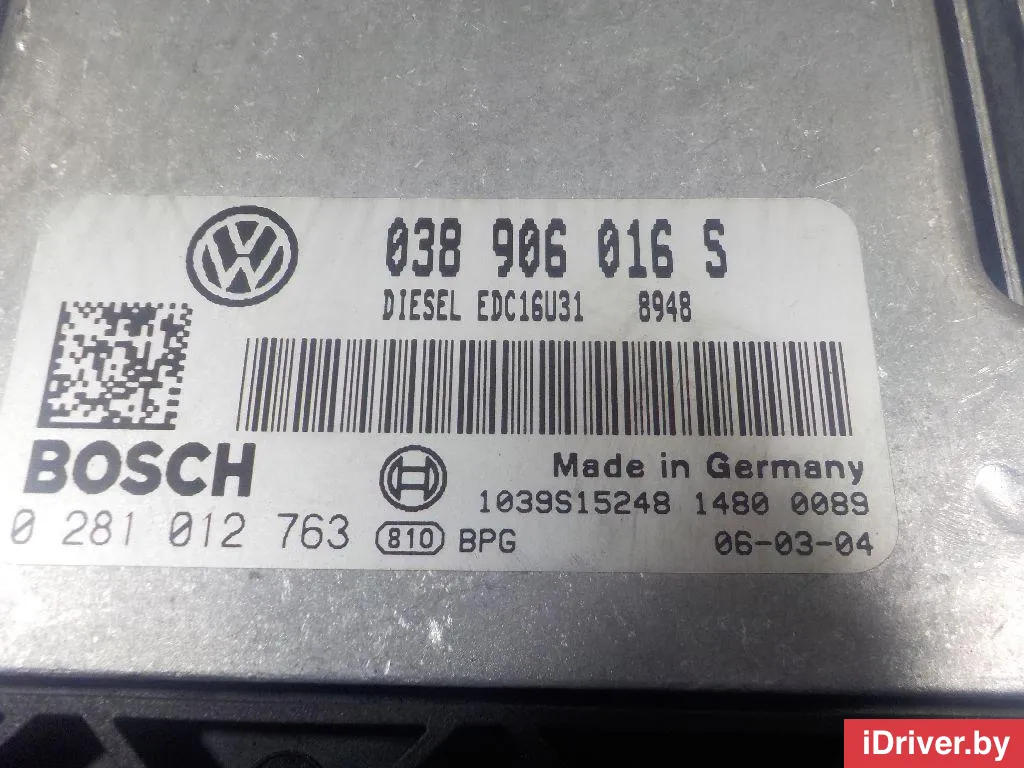 038 906 016 S
DIESEL EDC16U31 8948
BOSCH
Made in Germany
1039S15248 1480 0089
0 281 012 763 810 BPG 06-03-04
iDriver.by